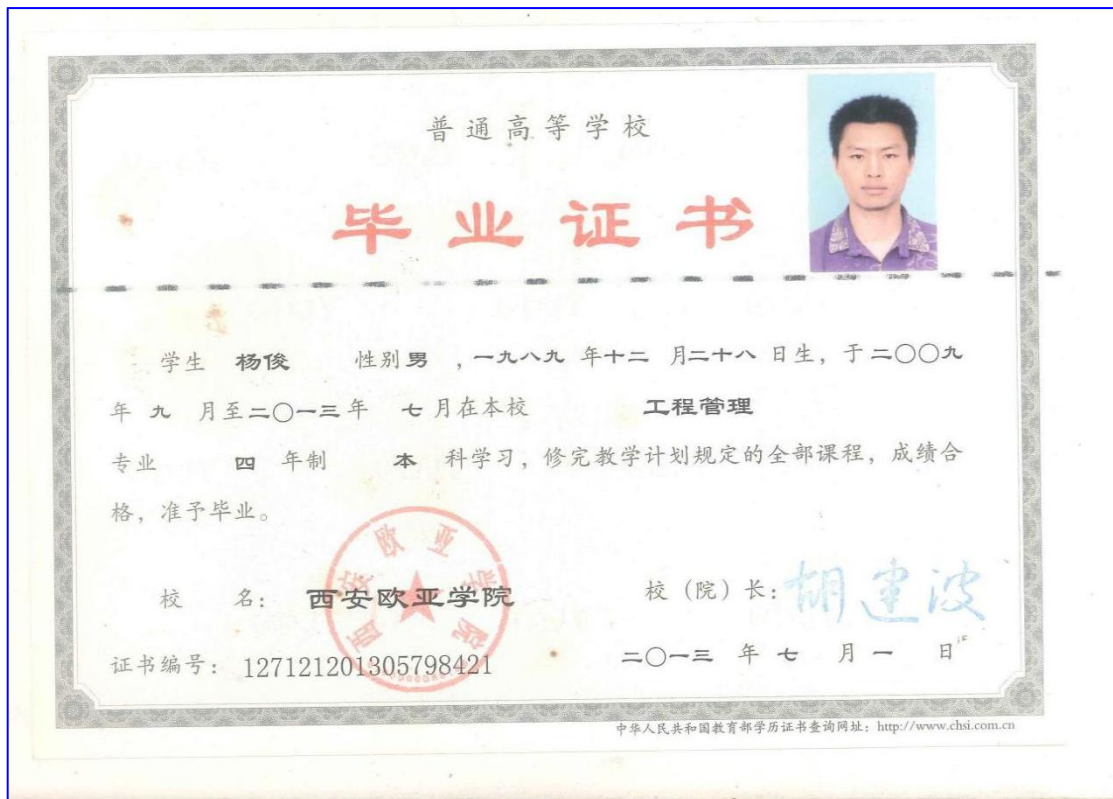 普通高等学校
毕业证书
学生 杨俊 性别 男 ，一九八九 年 十二 月 二十八 日生，于 二〇〇九
年 九 月至 二〇一三 年 七 月在本校 工程管理
专业 四 年制 本 科学习，修完教学计划规定的全部课程，成绩合
格，准予毕业。
西安欧亚学院
校 名： 西安欧亚学院
校（院）长：胡建波
证书编号：127121201305798421
二〇一三 年 七 月 一 日
中华人民共和国教育部学历证书查询网址：http://www.chsi.com.cn